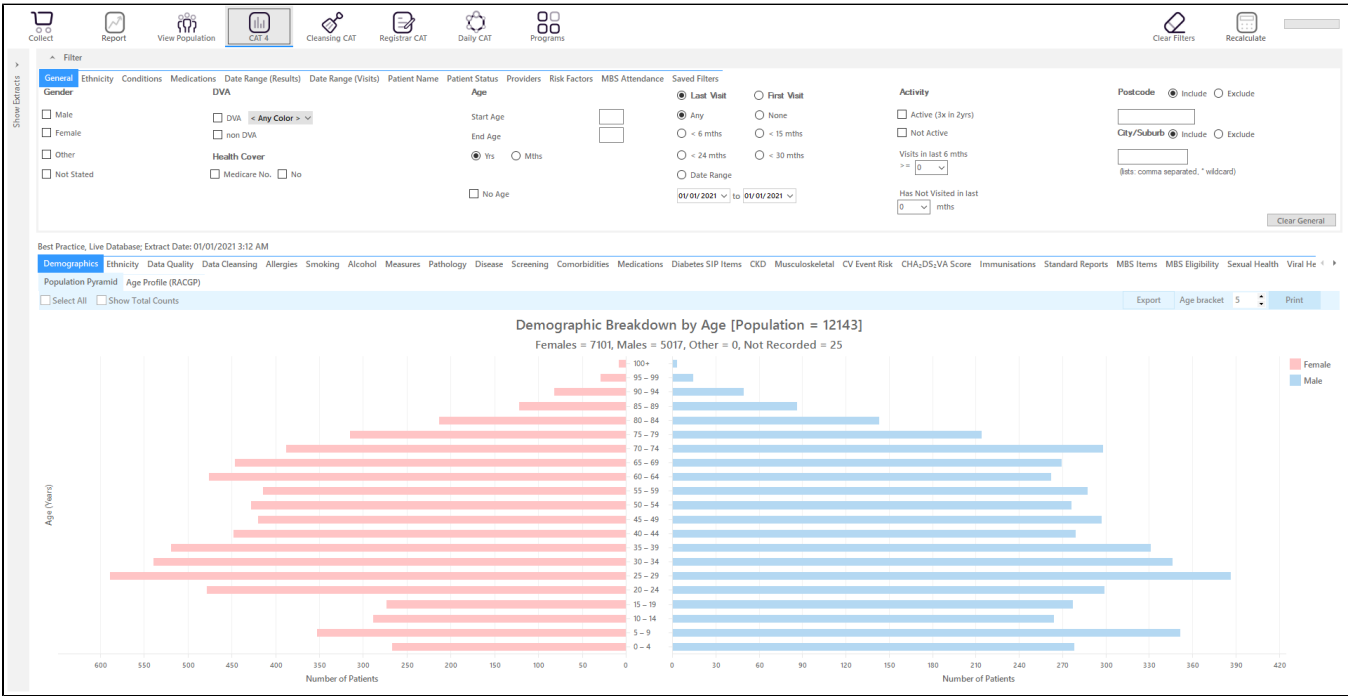 Collect Report View Population CAT 4 Cleansing CAT Registrar CAT Daily CAT Programs Clear Filters Recalculate
Show Extracts
Filter
General Ethnicity Conditions Medications Date Range (Results) Date Range (Visits) Patient Name Patient Status Providers Risk Factors MBS Attendance Saved Filters
Gender DVA Age Last Visit First Visit Activity Postcode Include Exclude
Male DVA < Any Color > Start Age Any None Active (3x in 2yrs)
Female non DVA End Age < 6 mths < 15 mths Not Active City/Suburb Include Exclude
Other Health Cover Yrs Mths < 24 mths < 30 mths Visits in last 6 mths
>= 0
Not Stated Medicare No. No Date Range (lists: comma separated, * wildcard)
No Age 01/01/2021 to 01/01/2021 Has Not Visited in last
0 mths
Clear General
Best Practice, Live Database; Extract Date: 01/01/2021 3:12 AM
Demographics Ethnicity Data Quality Data Cleansing Allergies Smoking Alcohol Measures Pathology Disease Screening Comorbidities Medications Diabetes SIP Items CKD Musculoskeletal CV Event Risk CHA₂DS₂VA Score Immunisations Standard Reports MBS Items MBS Eligibility Sexual Health Viral He
Population Pyramid Age Profile (RACGP)
Select All Show Total Counts Export Age bracket 5 Print
Demographic Breakdown by Age [Population = 12143]
Females = 7101, Males = 5017, Other = 0, Not Recorded = 25
Female
Male
Age (Years)
100+
95 – 99
90 – 94
85 – 89
80 – 84
75 – 79
70 – 74
65 – 69
60 – 64
55 – 59
50 – 54
45 – 49
40 – 44
35 – 39
30 – 34
25 – 29
20 – 24
15 – 19
10 – 14
5 – 9
0 – 4
600 550 500 450 400 350 300 250 200 150 100 50 0 0 30 60 90 120 150 180 210 240 270 300 330 360 390 420
Number of Patients Number of Patients